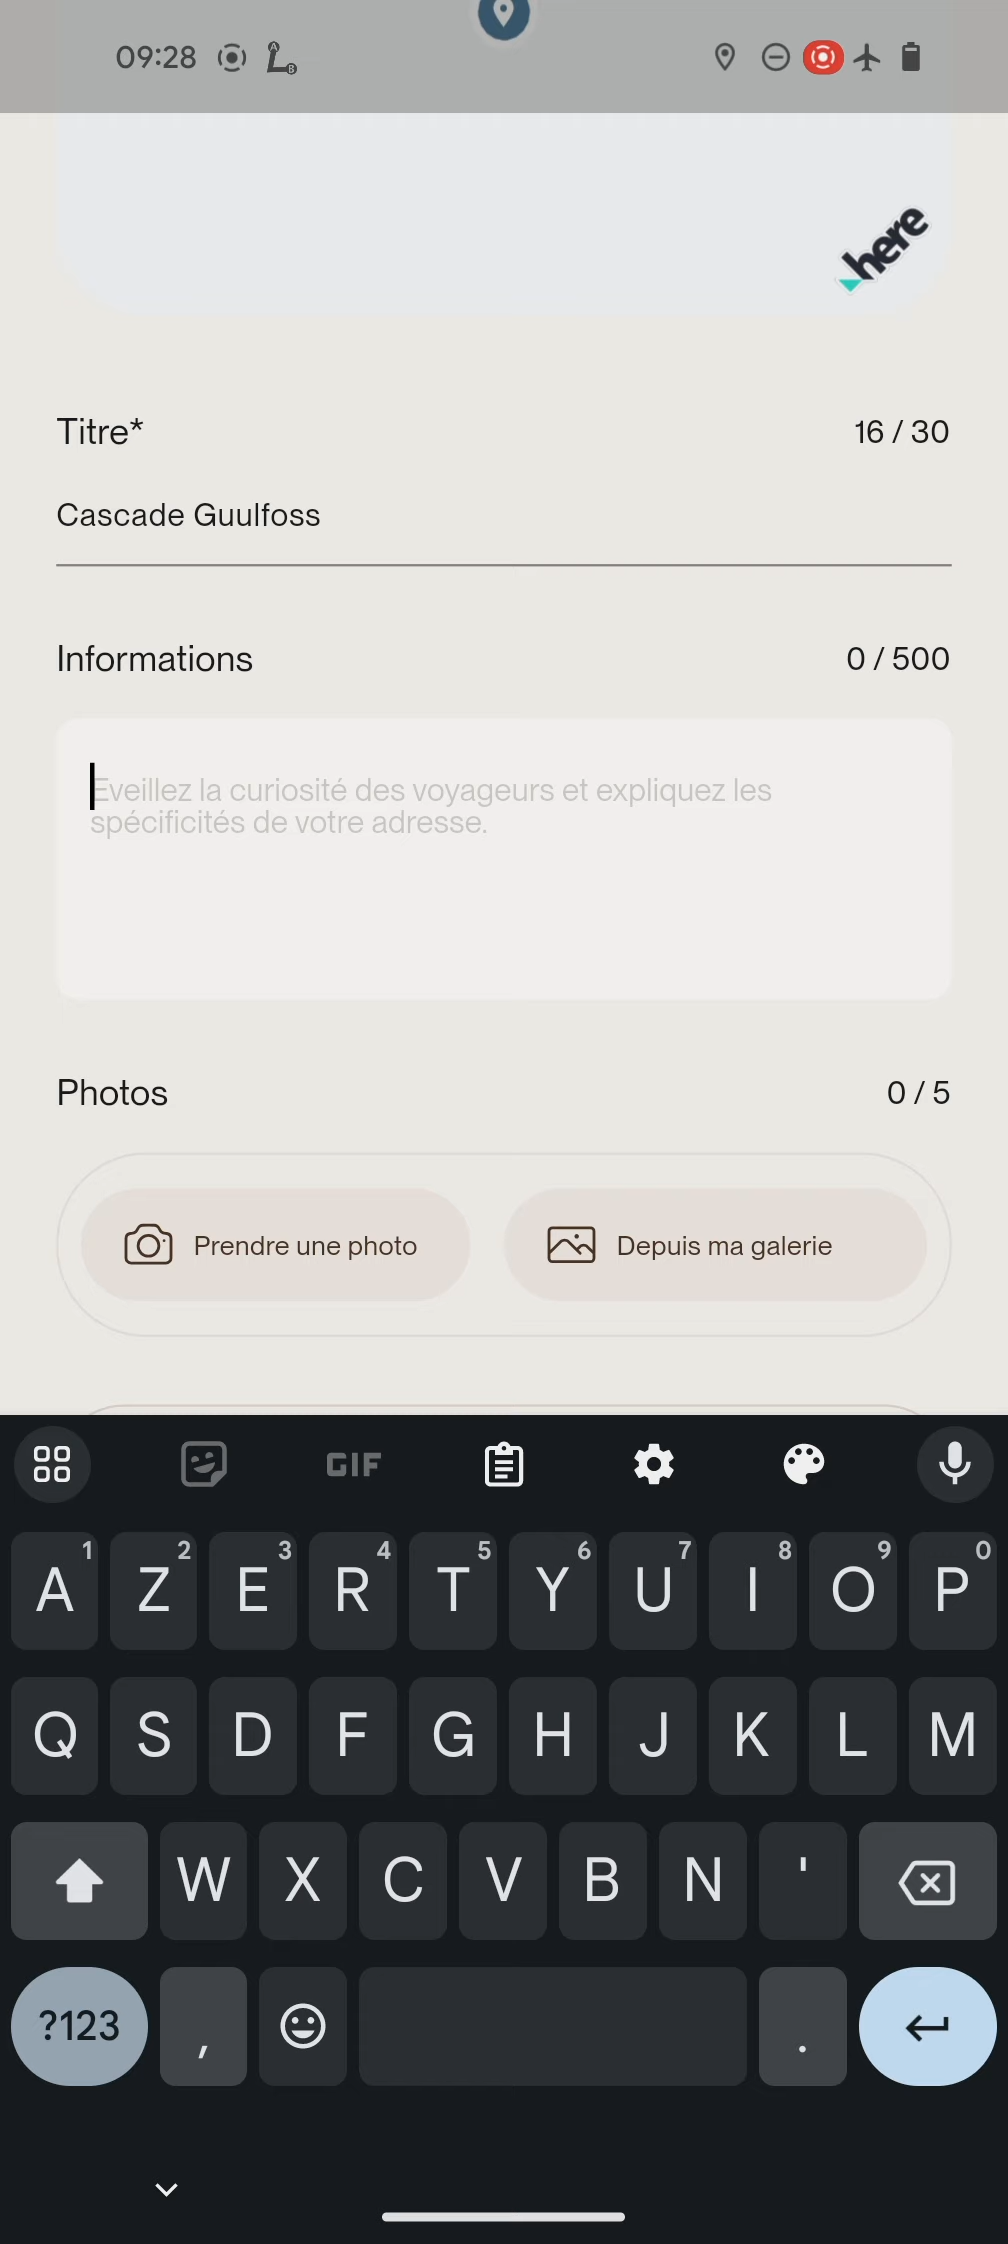 09:28
A
B
here
Titre* 16 / 30
Cascade Guulfoss
Informations 0 / 500
Eveillez la curiosité des voyageurs et expliquez les
spécificités de votre adresse.
Photos 0 / 5
Prendre une photo Depuis ma galerie
GIF
1 2 3 4 5 6 7 8 9 0
A Z E R T Y U I O P
Q S D F G H J K L M
W X C V B N '
?123 , .